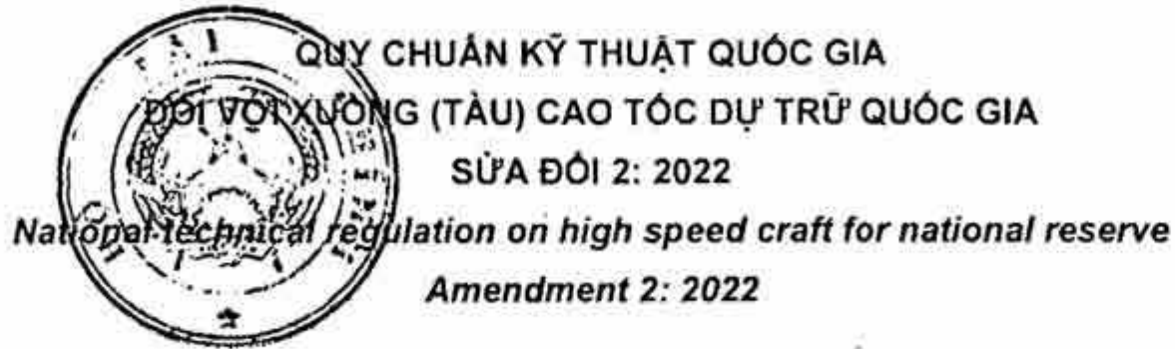 QUY CHUẨN KỸ THUẬT QUỐC GIA
ĐỐI VỚI XUỒNG (TÀU) CAO TỐC DỰ TRỮ QUỐC GIA
SỬA ĐỔI 2: 2022
National technical regulation on high speed craft for national reserve
Amendment 2: 2022